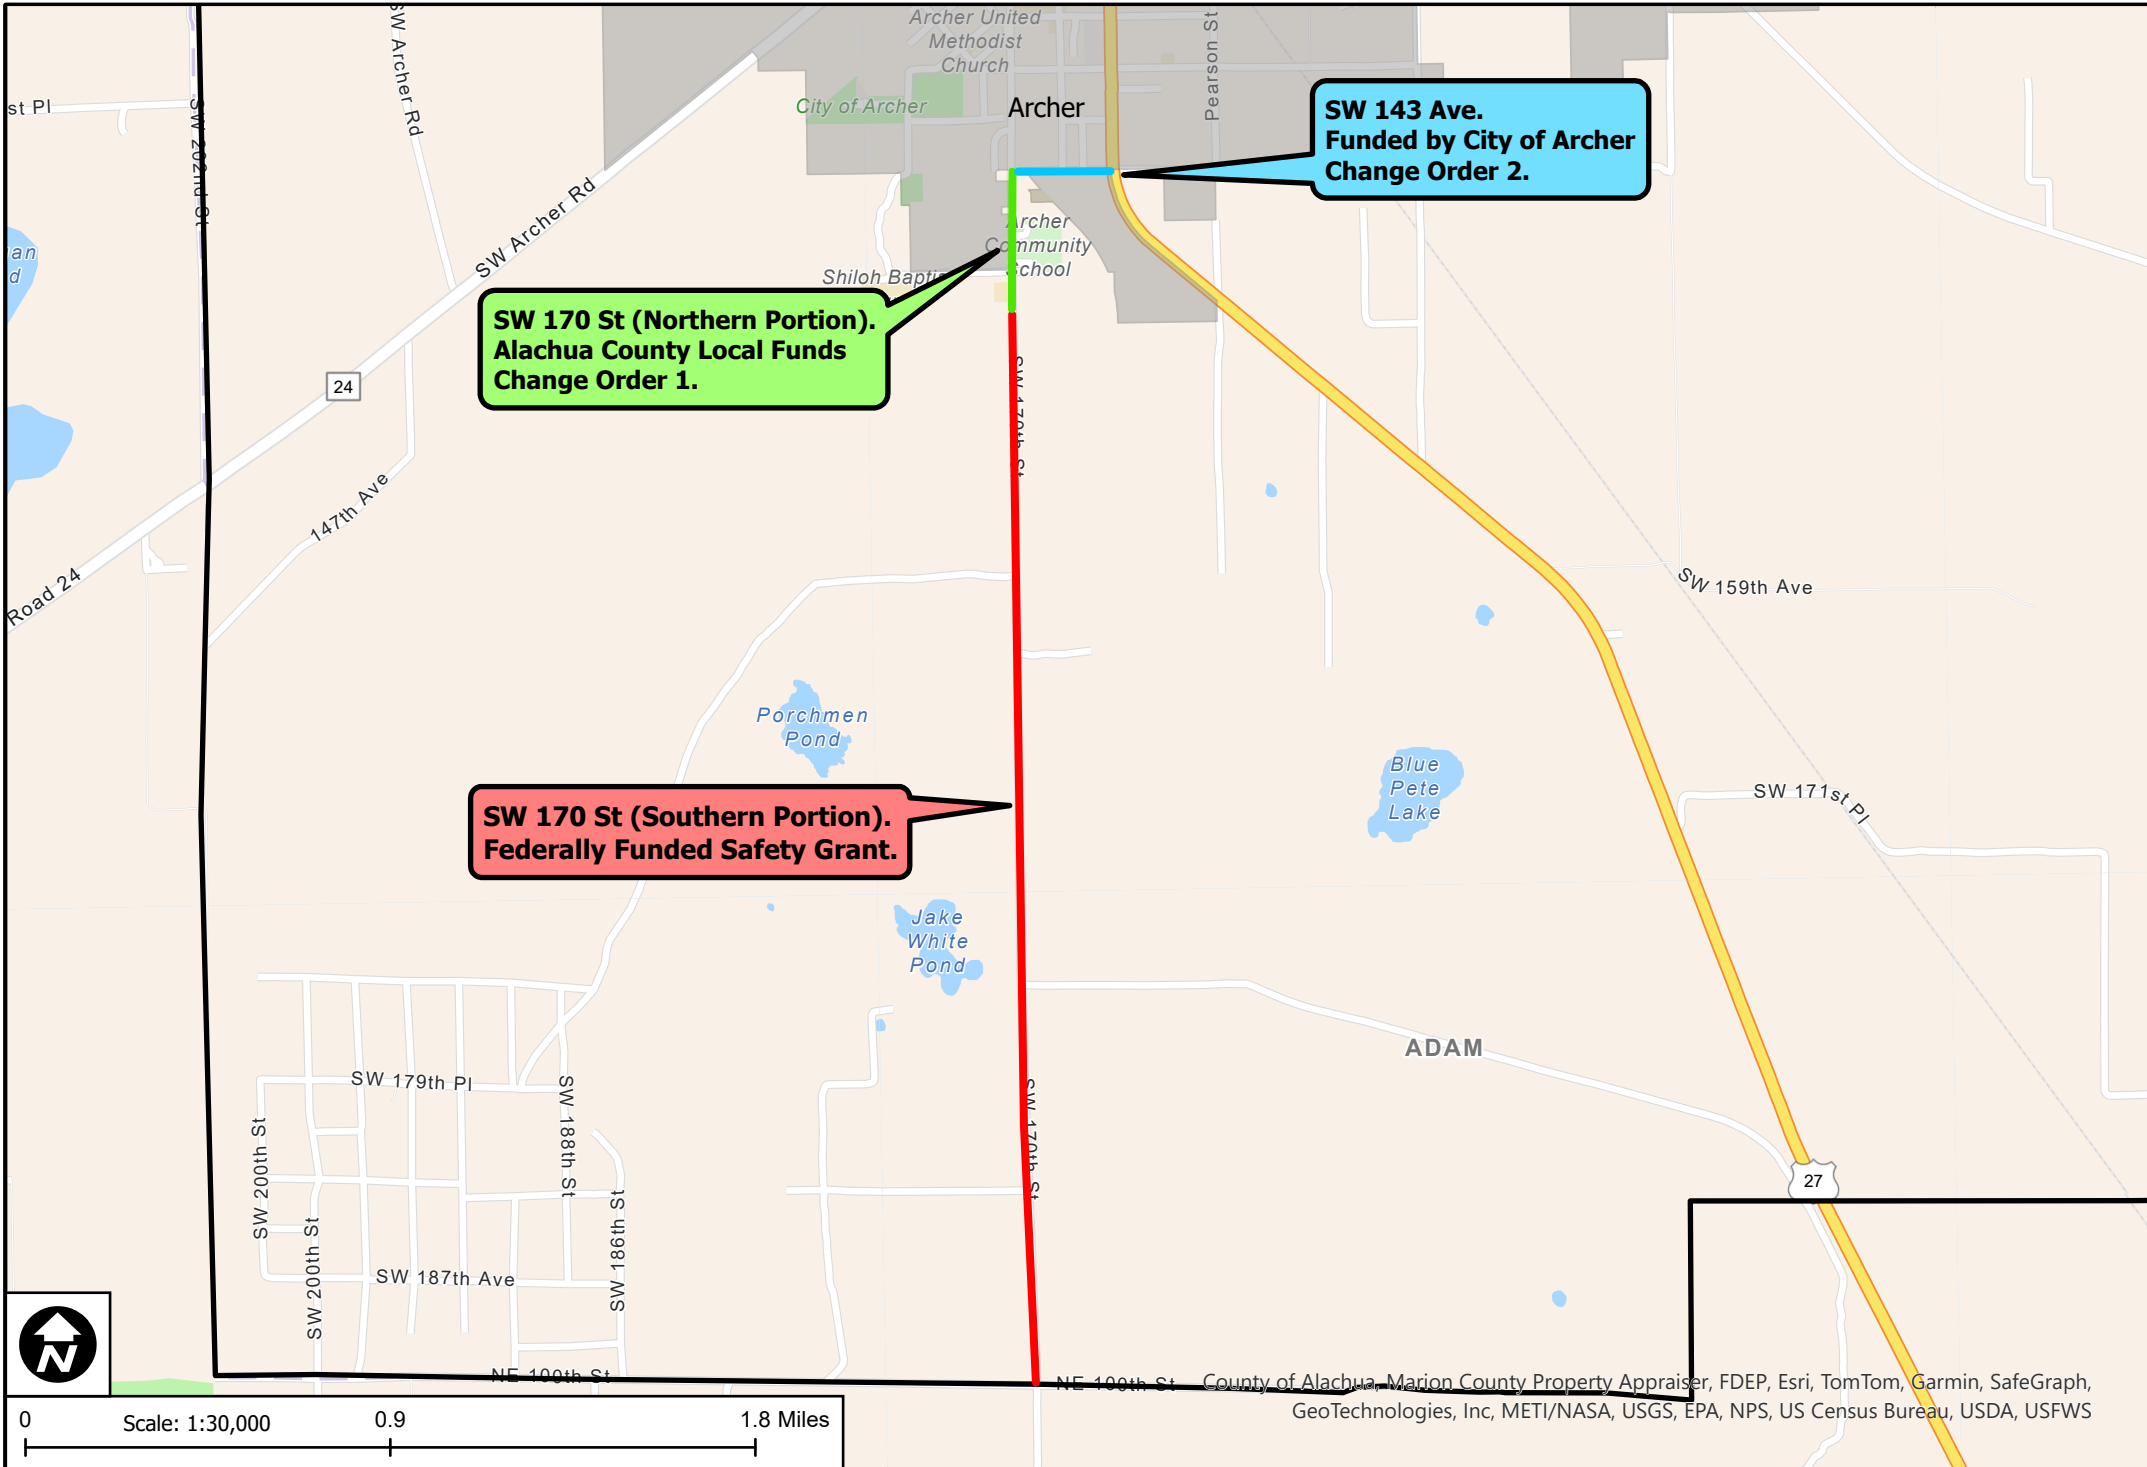 Archer United
Methodist
Church
SW Archer Rd
Pearson St
st Pl
SW 202nd St
City of Archer
Archer
SW 143 Ave.
Funded by City of Archer
Change Order 2.
SW Archer Rd
Archer
Community
School
Shiloh Baptis
SW 170 St (Northern Portion).
Alachua County Local Funds
Change Order 1.
24
SW 170th St
147th Ave
Road 24
SW 159th Ave
Porchmen
Pond
Blue
Pete
Lake
SW 171st Pl
SW 170 St (Southern Portion).
Federally Funded Safety Grant.
Jake
White
Pond
ADAM
SW 179th Pl
SW 188th St
SW 170th St
SW 200th St
27
SW 186th St
SW 200th St
SW 187th Ave
N
NE 100th St
NE 100th St
County of Alachua, Marion County Property Appraiser, FDEP, Esri, TomTom, Garmin, SafeGraph,
GeoTechnologies, Inc, METI/NASA, USGS, EPA, NPS, US Census Bureau, USDA, USFWS
0
Scale: 1:30,000
0.9
1.8 Miles